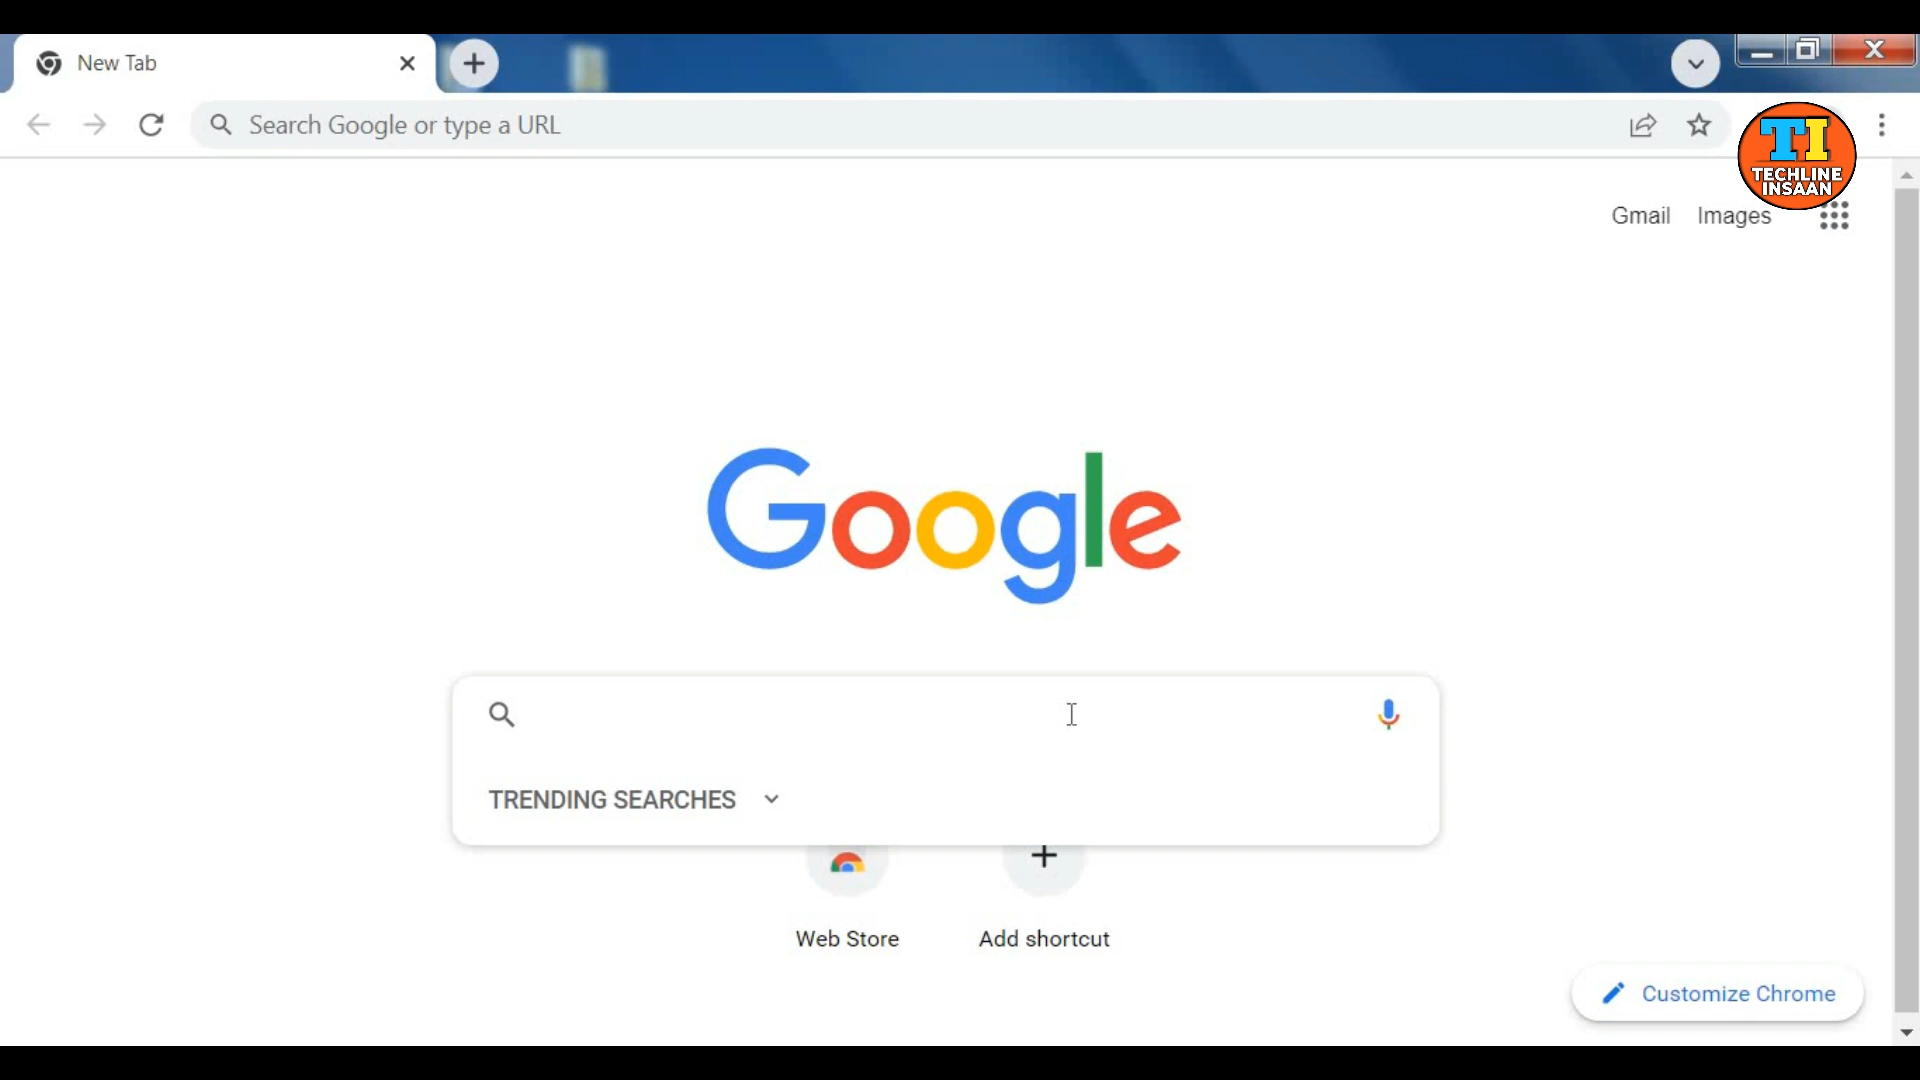 New Tab
Search Google or type a URL
TI
TECHLINE
INSAAN
Gmail Images
Google
TRENDING SEARCHES
Web Store Add shortcut
Customize Chrome